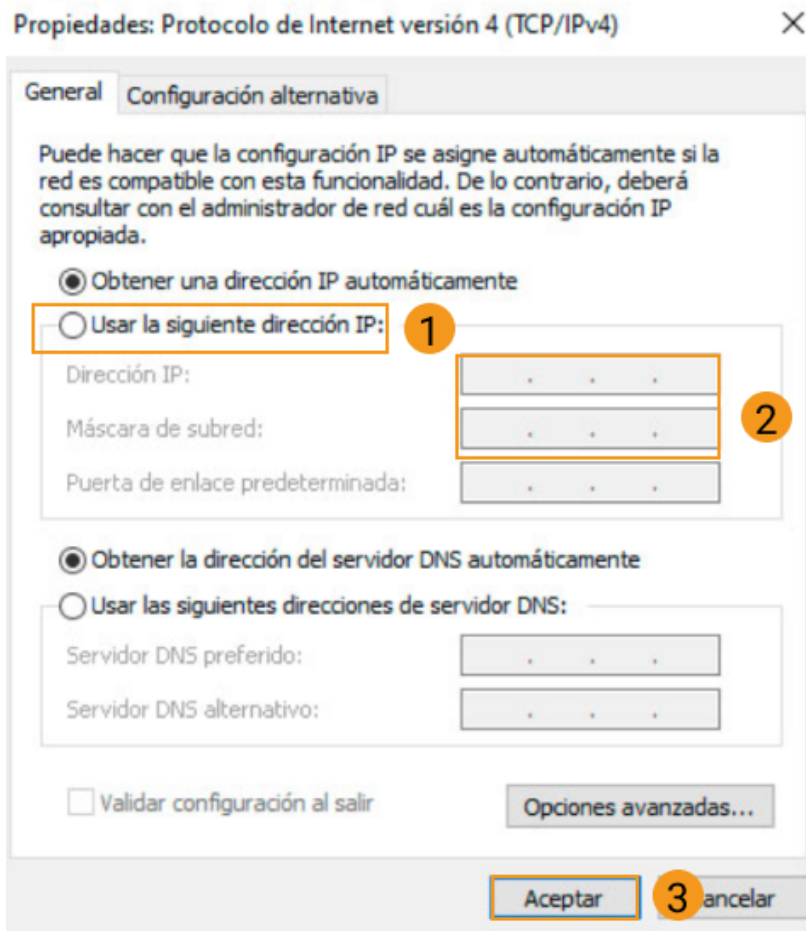 Propiedades: Protocolo de Internet versión 4 (TCP/IPv4)
General
Configuración alternativa
Puede hacer que la configuración IP se asigne automáticamente si la
red es compatible con esta funcionalidad. De lo contrario, deberá
consultar con el administrador de red cuál es la configuración IP
apropiada.
Obtener una dirección IP automáticamente
Usar la siguiente dirección IP:
1
Dirección IP:
Máscara de subred:
2
Puerta de enlace predeterminada:
Obtener la dirección del servidor DNS automáticamente
Usar las siguientes direcciones de servidor DNS:
Servidor DNS preferido:
Servidor DNS alternativo:
Validar configuración al salir
Opciones avanzadas...
Aceptar
3
ancelar